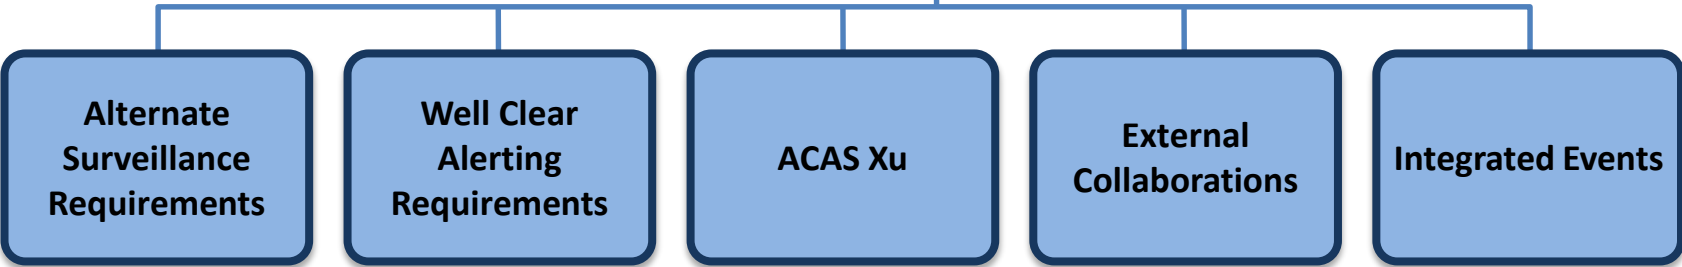 Alternate
Surveillance
Requirements
Well Clear
Alerting
Requirements
ACAS Xu
External
Collaborations
Integrated Events